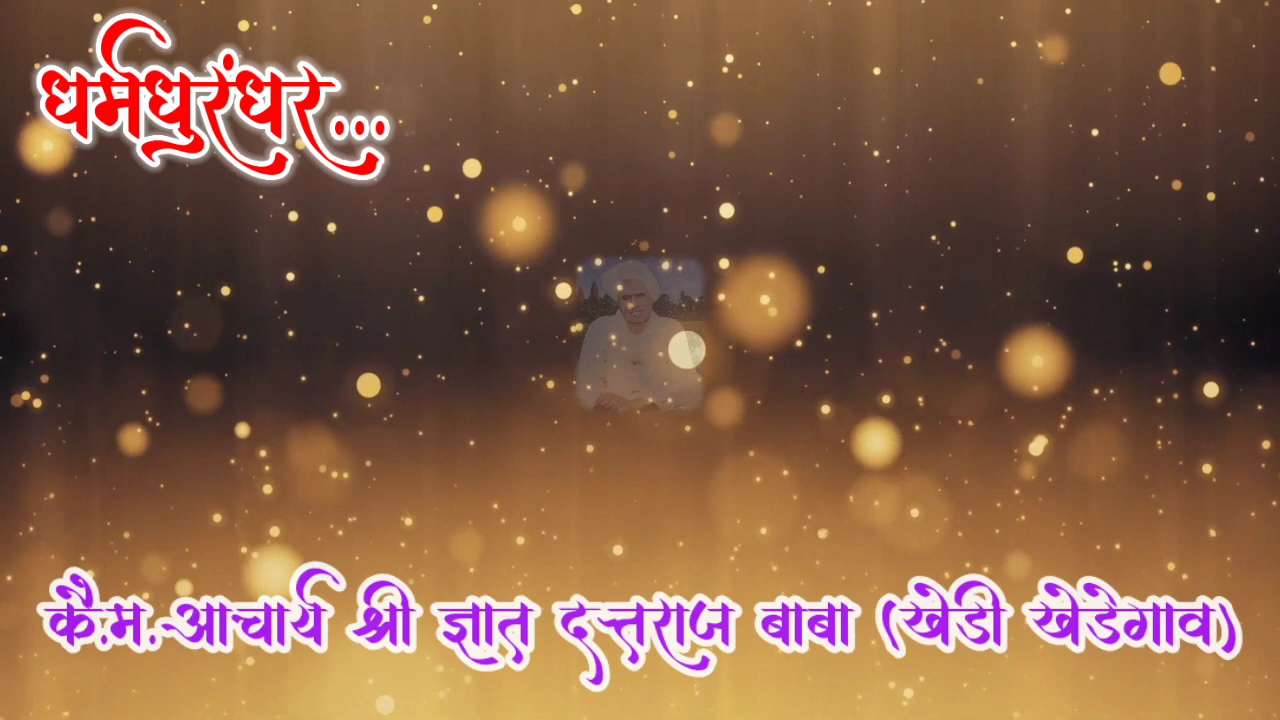 धर्मधुरंधर...
कै.म.-आचार्य श्री ज्ञात दत्तराज बाबा (खेडी खेडेगाव)